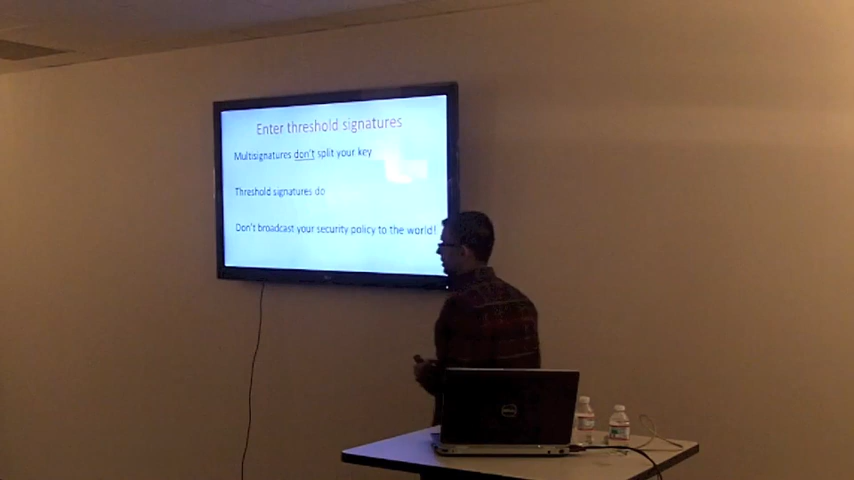 Enter threshold signatures
Multisignatures don't split your key
Threshold signatures do
Don't broadcast your security policy to the world!
DELL